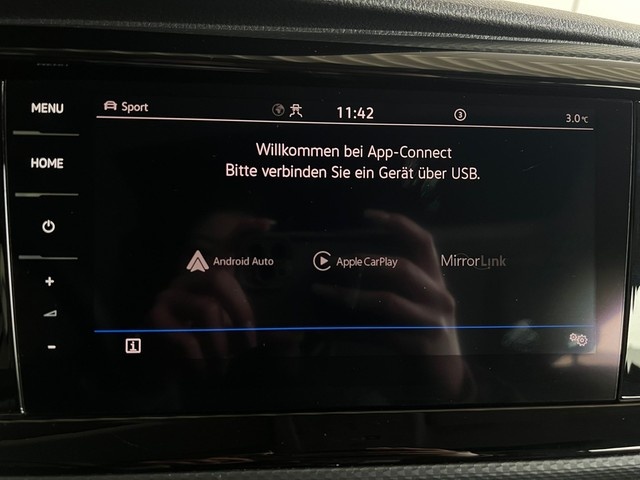 MENU
HOME
+
-
Sport
11:42
3
3.0°C
Willkommen bei App-Connect
Bitte verbinden Sie ein Gerät über USB.
Android Auto
Apple CarPlay
MirrorLink
i